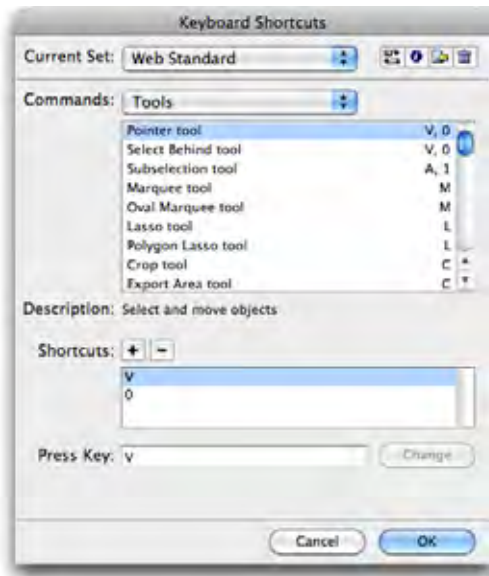 Keyboard Shortcuts
Current Set: Web Standard
Commands: Tools
Pointer tool V, 0
Select Behind tool V, 0
Subselection tool A, 1
Marquee tool M
Oval Marquee tool M
Lasso tool L
Polygon Lasso tool L
Crop tool C
Export Area tool C
Description: Select and move objects
Shortcuts: + −
V
0
Press Key: v Change
Cancel OK